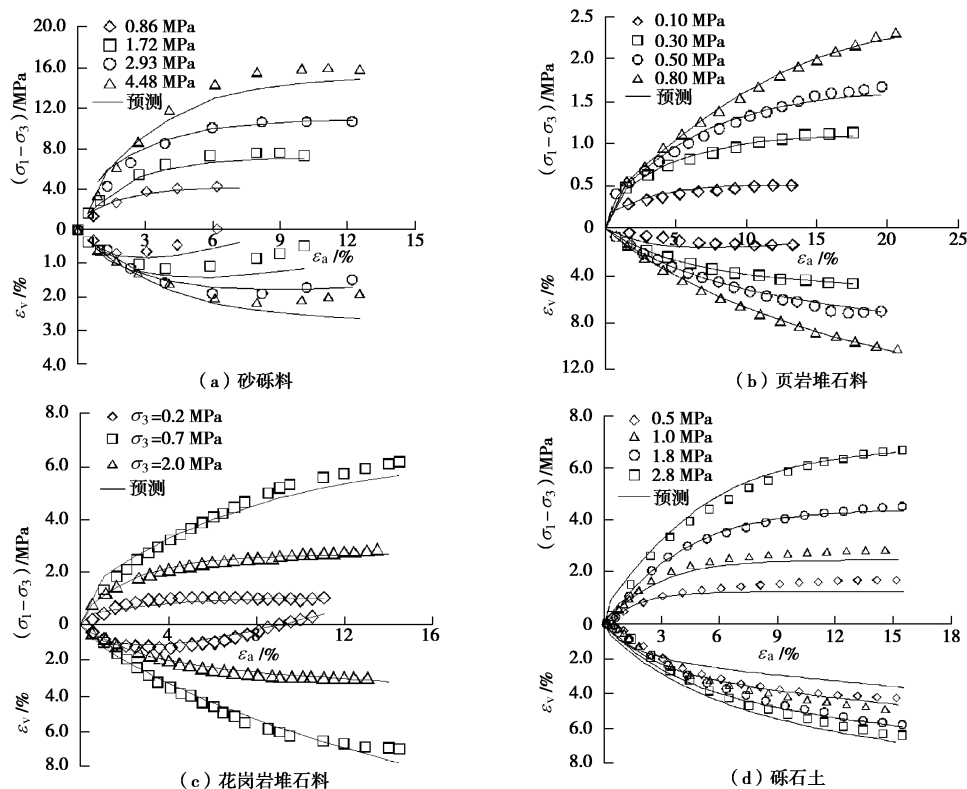 20.0
16.0
12.0
8.0
4.0
0
1.0
2.0
3.0
4.0
(σ₁−σ₃)/MPa
εᵥ/%
0.86 MPa
1.72 MPa
2.93 MPa
4.48 MPa
预测
3 6 9 12 15
εₐ/%
(a) 砂砾料
2.5
2.0
1.5
1.0
0.5
0
4.0
8.0
12.0
(σ₁−σ₃)/MPa
εᵥ/%
0.10 MPa
0.30 MPa
0.50 MPa
0.80 MPa
预测
5 10 15 20 25
εₐ/%
(b) 页岩堆石料
8.0
6.0
4.0
2.0
0
2.0
4.0
6.0
8.0
(σ₁−σ₃)/MPa
εᵥ/%
σ₃=0.2 MPa
σ₃=0.7 MPa
σ₃=2.0 MPa
预测
4 8 12 16
εₐ/%
(c) 花岗岩堆石料
8.0
6.0
4.0
2.0
0
2.0
4.0
6.0
8.0
(σ₁−σ₃)/MPa
εᵥ/%
0.5 MPa
1.0 MPa
1.8 MPa
2.8 MPa
预测
3 6 9 12 15 18
εₐ/%
(d) 砾石土